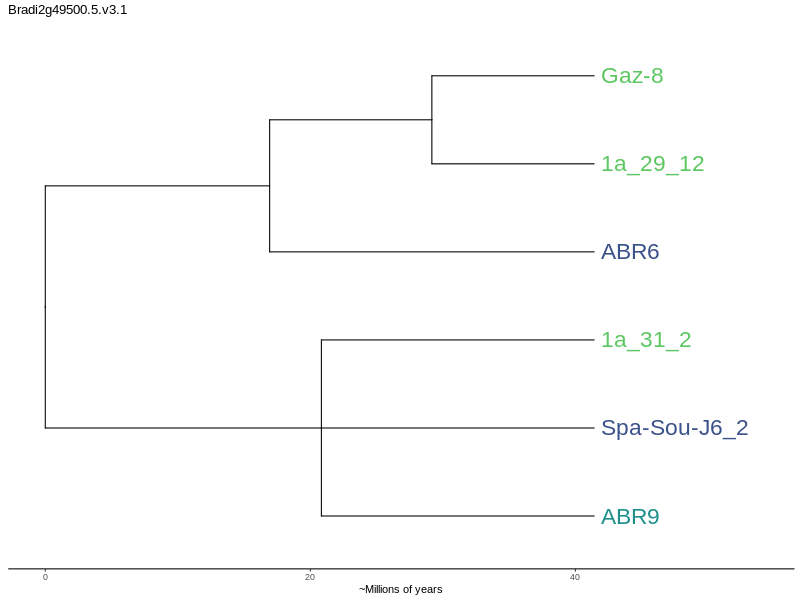 Bradi2g49500.5.v3.1
Gaz-8
1a_29_12
ABR6
1a_31_2
Spa-Sou-J6_2
ABR9
0 20 40
~Millions of years